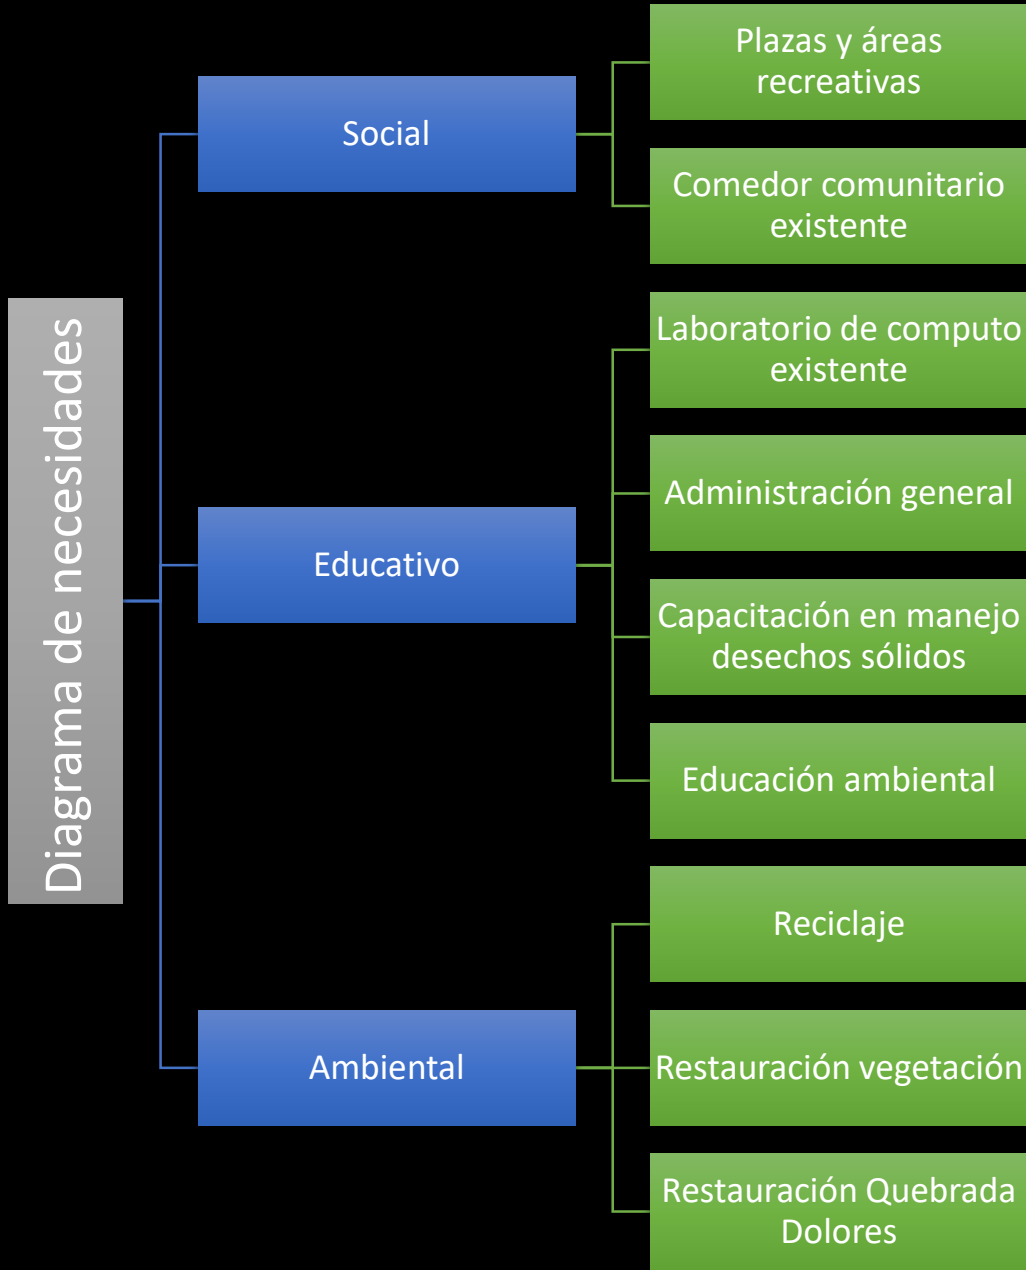 Diagrama de necesidades
Social
Plazas y áreas
recreativas
Comedor comunitario
existente
Educativo
Laboratorio de computo
existente
Administración general
Capacitación en manejo
desechos sólidos
Educación ambiental
Ambiental
Reciclaje
Restauración vegetación
Restauración Quebrada
Dolores